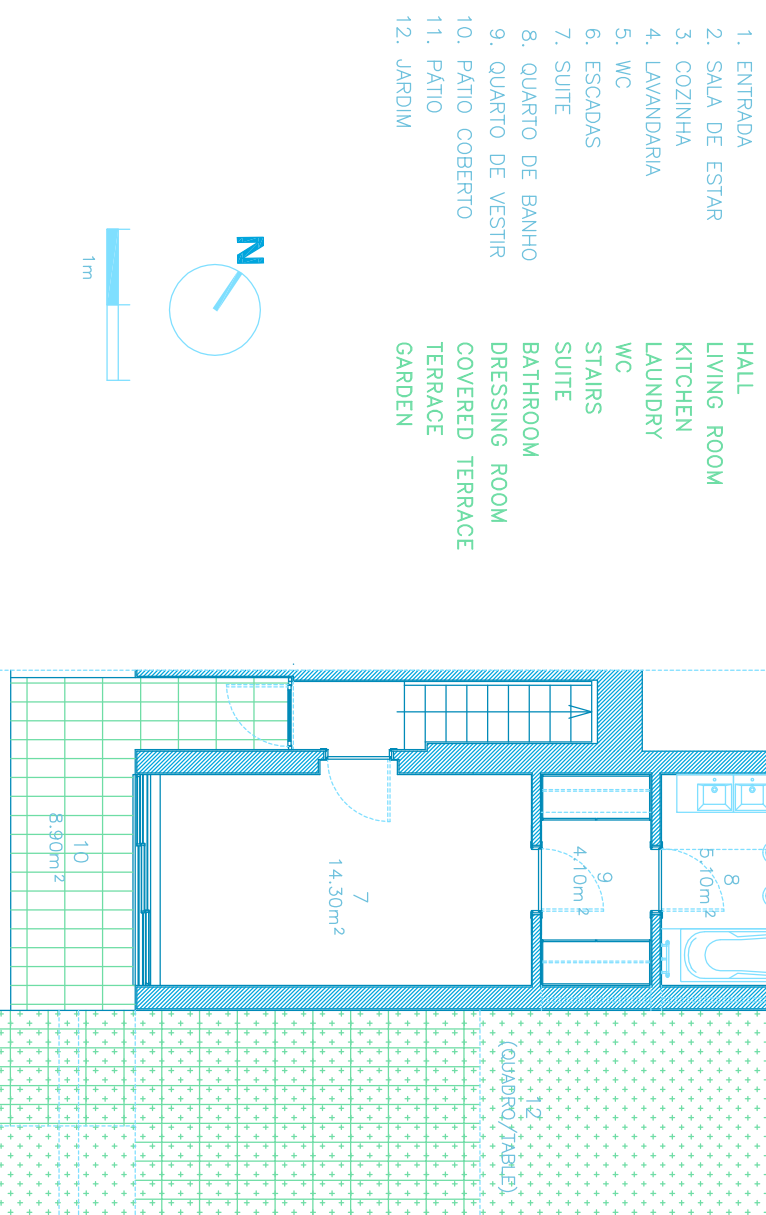 1. ENTRADA HALL
2. SALA DE ESTAR LIVING ROOM
3. COZINHA KITCHEN
4. LAVANDARIA LAUNDRY
5. WC WC
6. ESCADAS STAIRS
7. SUITE SUITE
8. QUARTO DE BANHO BATHROOM
9. QUARTO DE VESTIR DRESSING ROOM
10. PÁTIO COBERTO COVERED TERRACE
11. PÁTIO TERRACE
12. JARDIM GARDEN
N
1m
8
5.10m²
9
4.10m²
7
14.30m²
10
8.90m²
12
(QUADRO/TABLE)